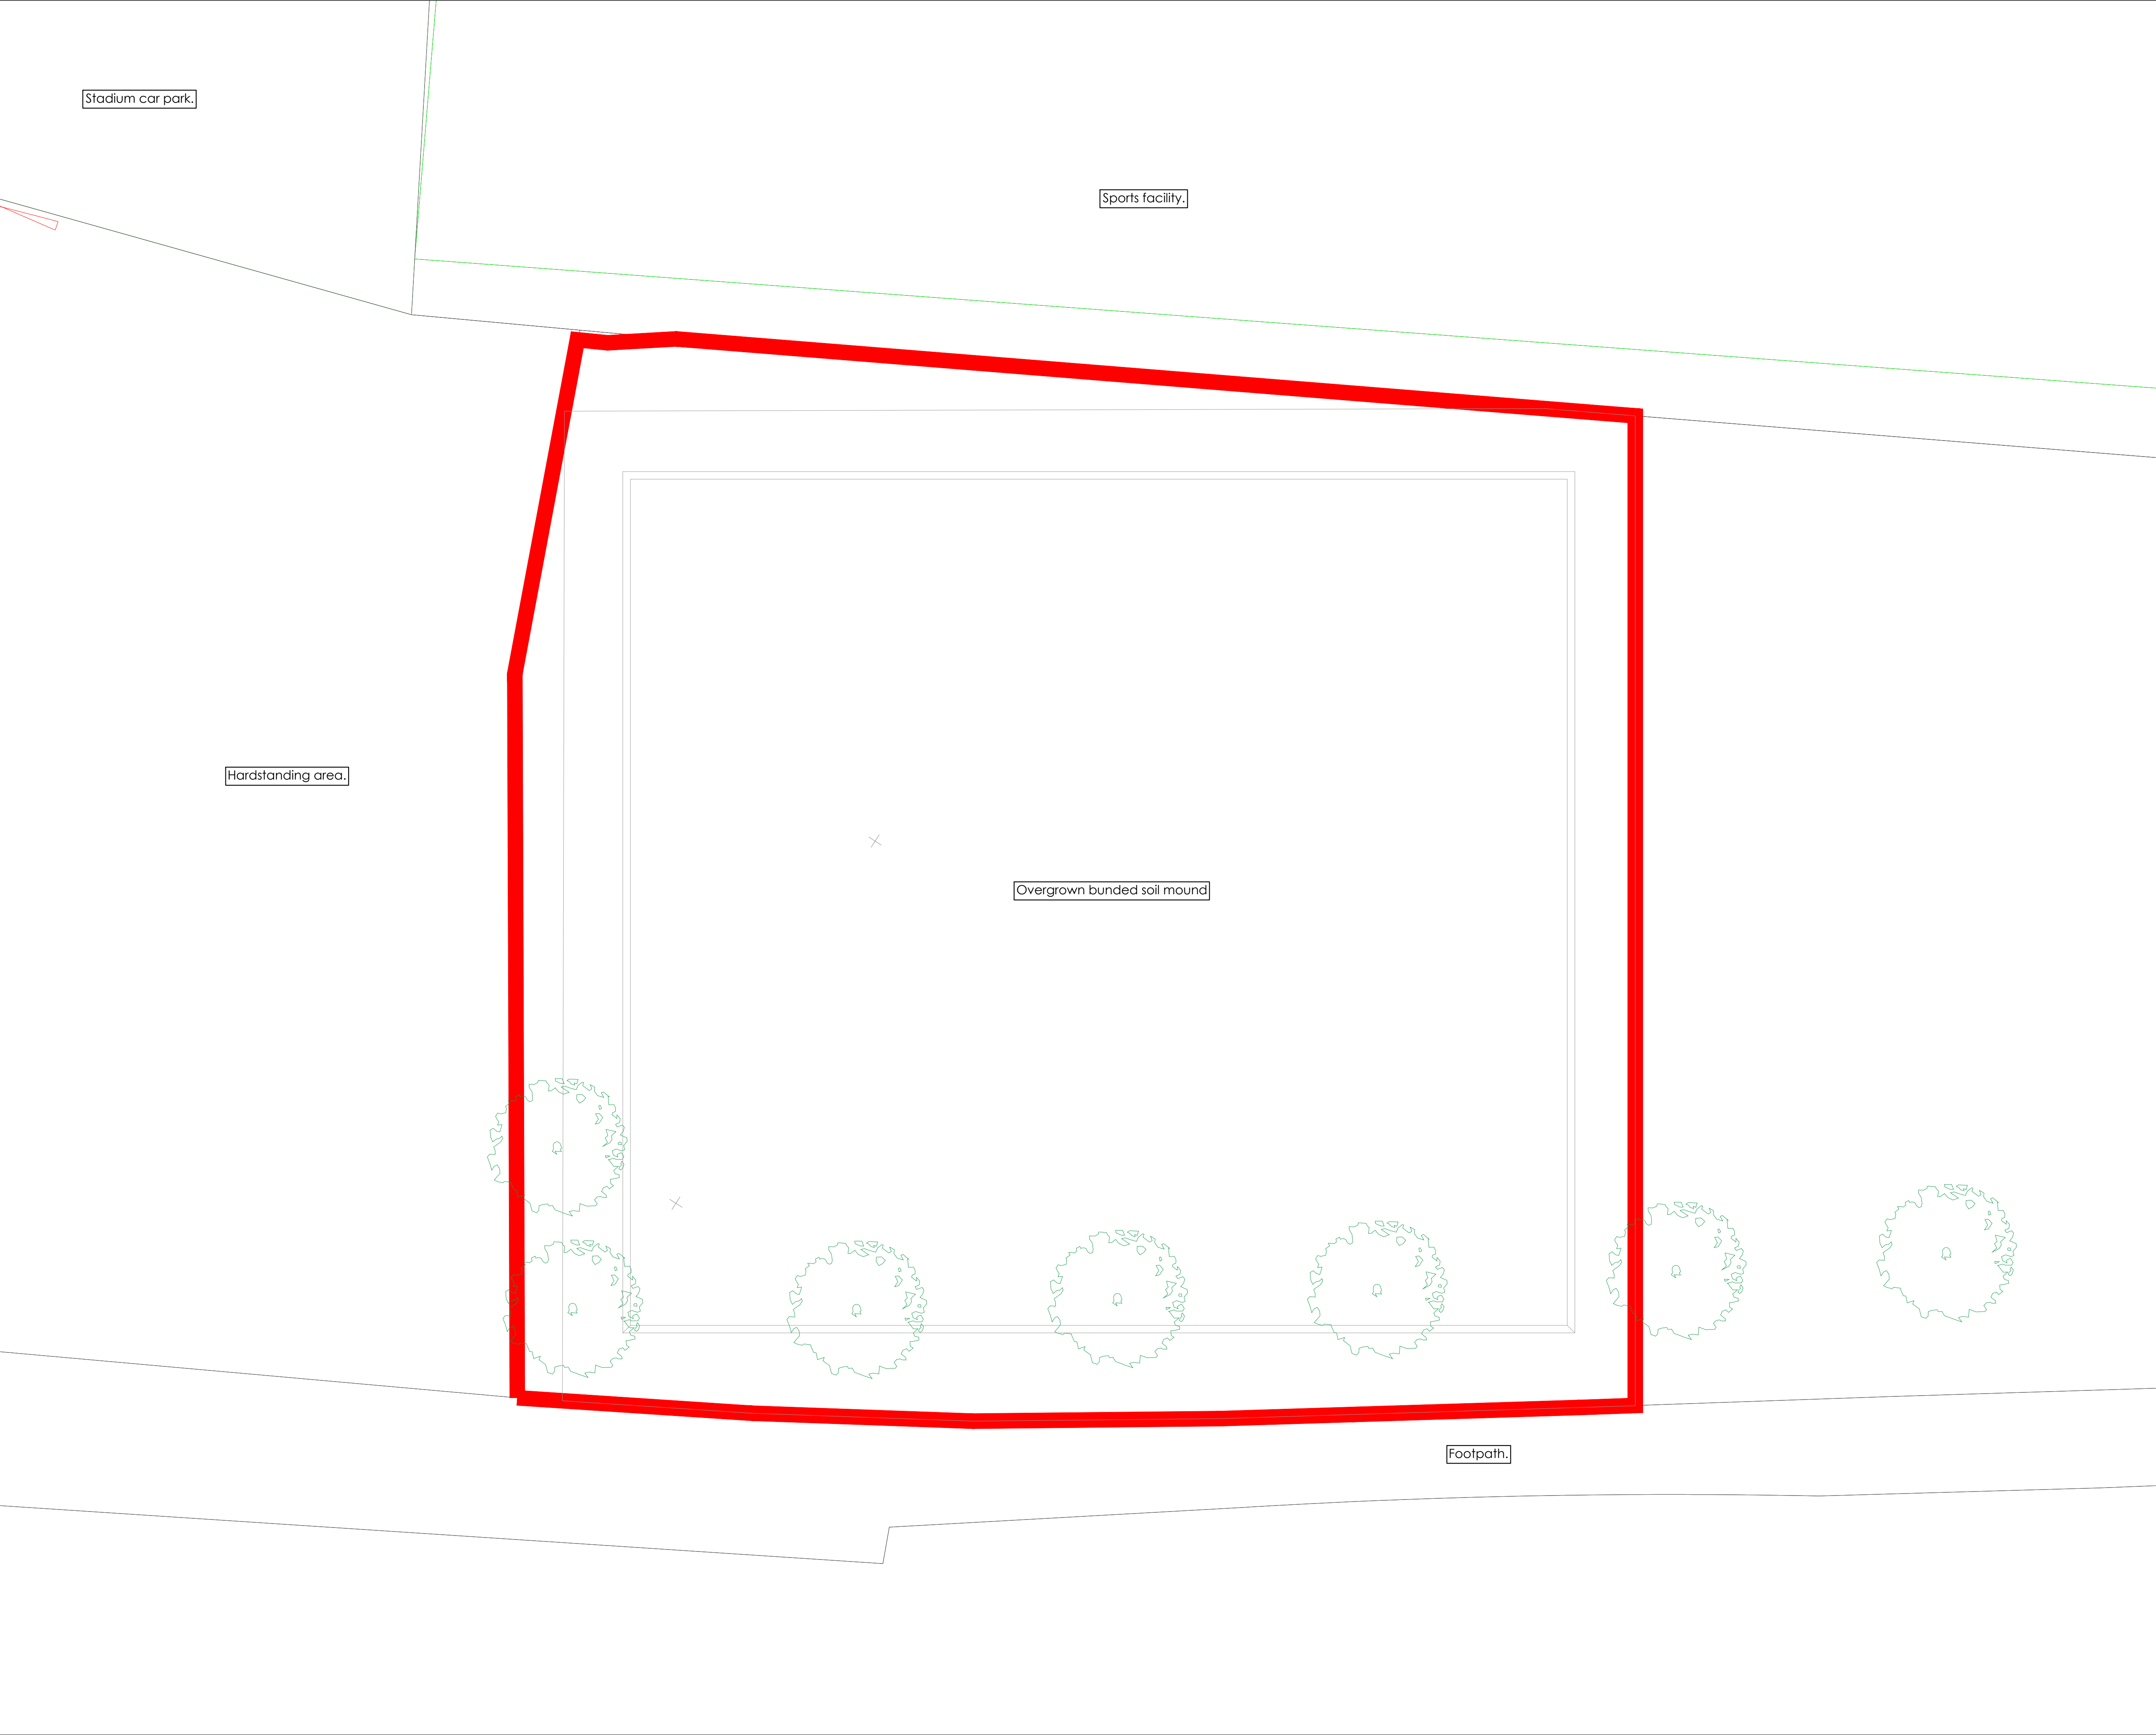 Stadium car park.
Sports facility.
Hardstanding area.
Overgrown bunded soil mound
Footpath.